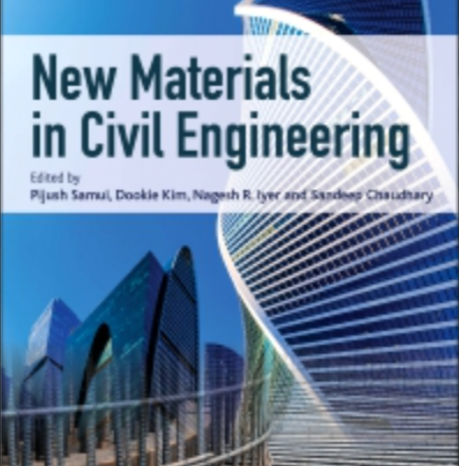 New Materials
in Civil Engineering
Edited by
Pijush Samui, Dookie Kim, Nagesh R. Iyer and Sandeep Chaudhary